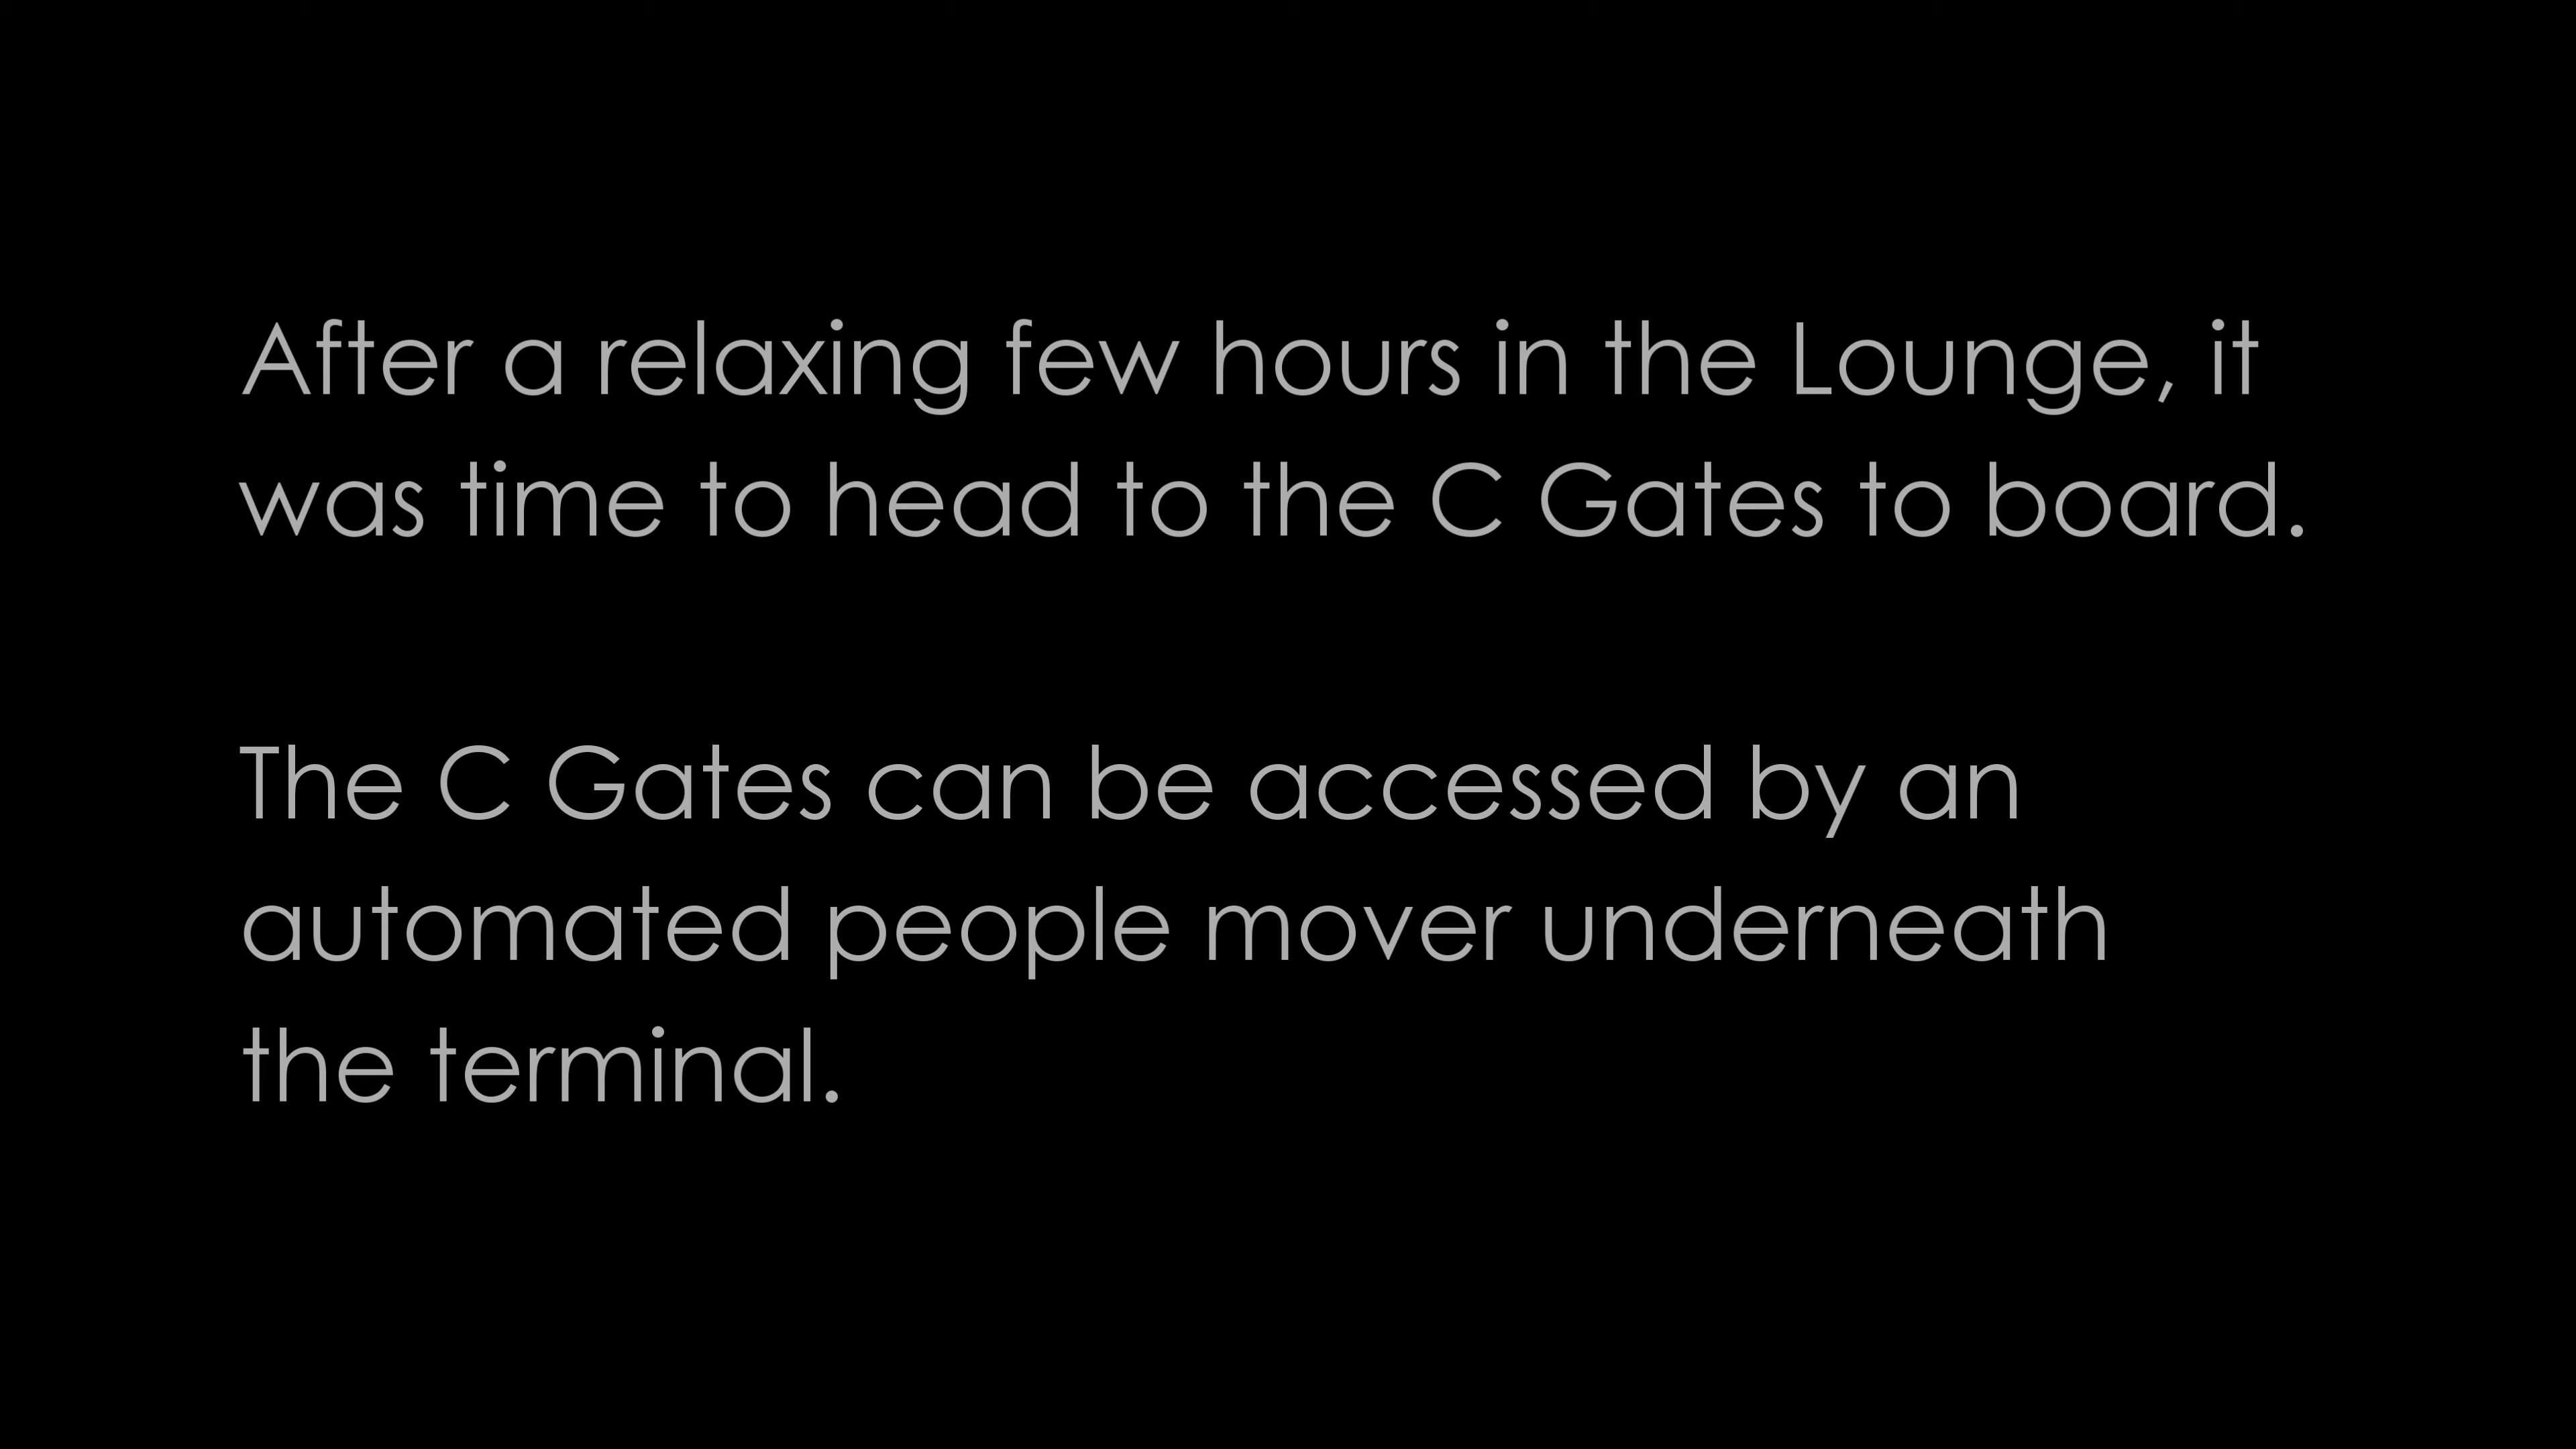 After a relaxing few hours in the Lounge, it
was time to head to the C Gates to board.
The C Gates can be accessed by an
automated people mover underneath
the terminal.